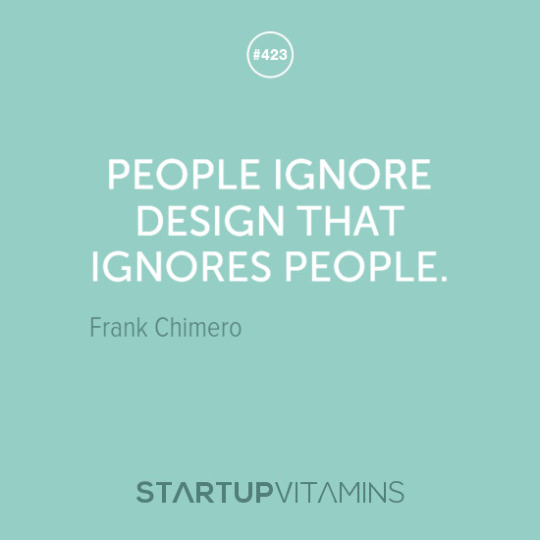 #423
PEOPLE IGNORE
DESIGN THAT
IGNORES PEOPLE.
Frank Chimero
STARTUPVITAMINS